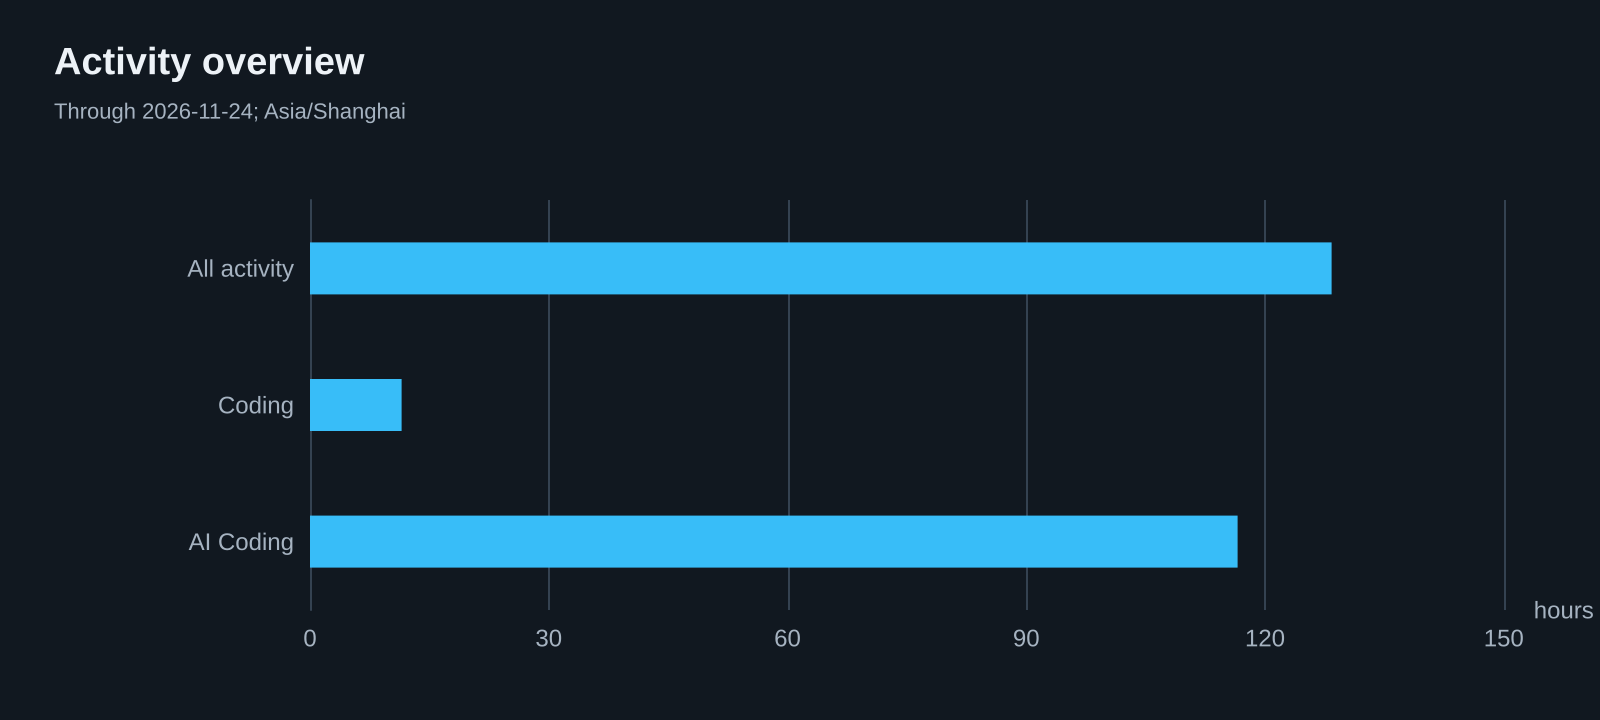 Activity overview
Through 2026-11-24; Asia/Shanghai
All activity
Coding
AI Coding
hours
0 30 60 90 120 150